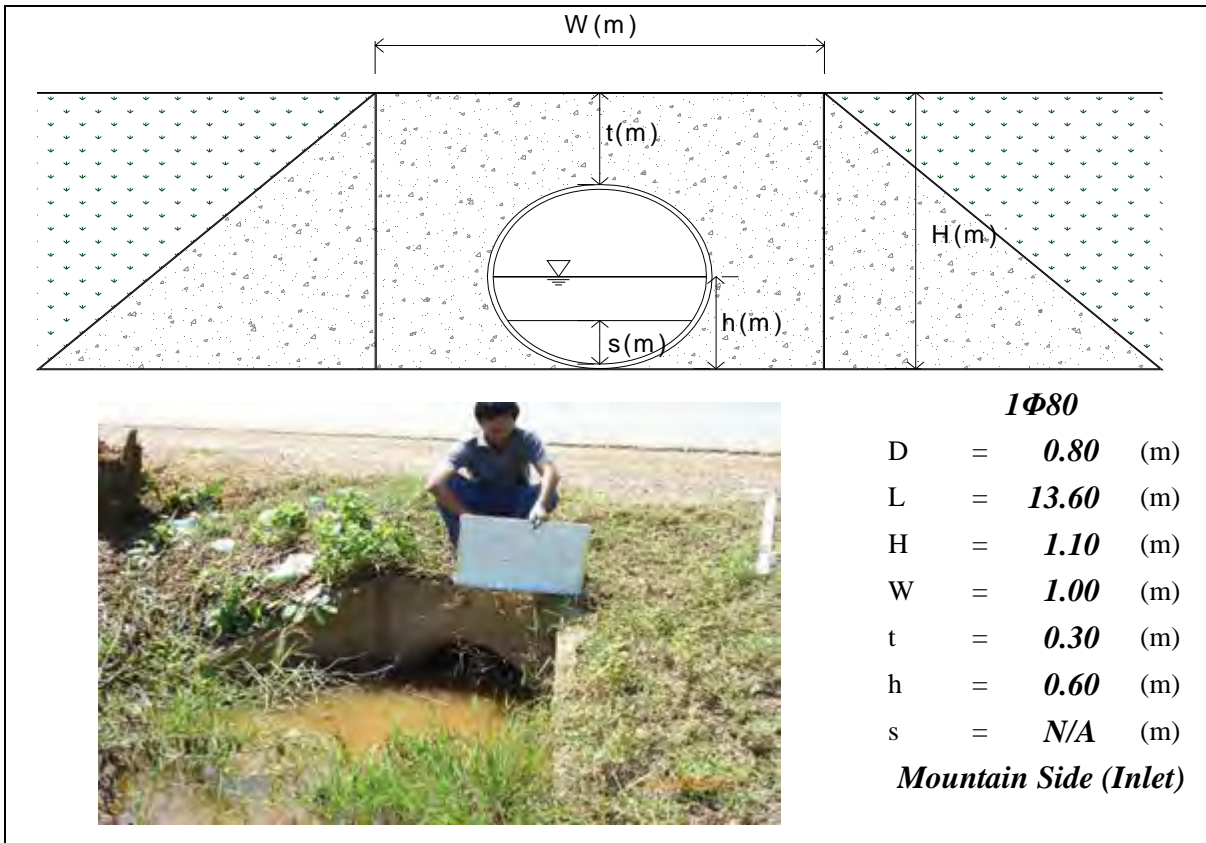 W(m)
t(m)
H(m)
h(m)
s(m)
1Φ80
D = 0.80 (m)
L = 13.60 (m)
H = 1.10 (m)
W = 1.00 (m)
t = 0.30 (m)
h = 0.60 (m)
s = N/A (m)
Mountain Side (Inlet)